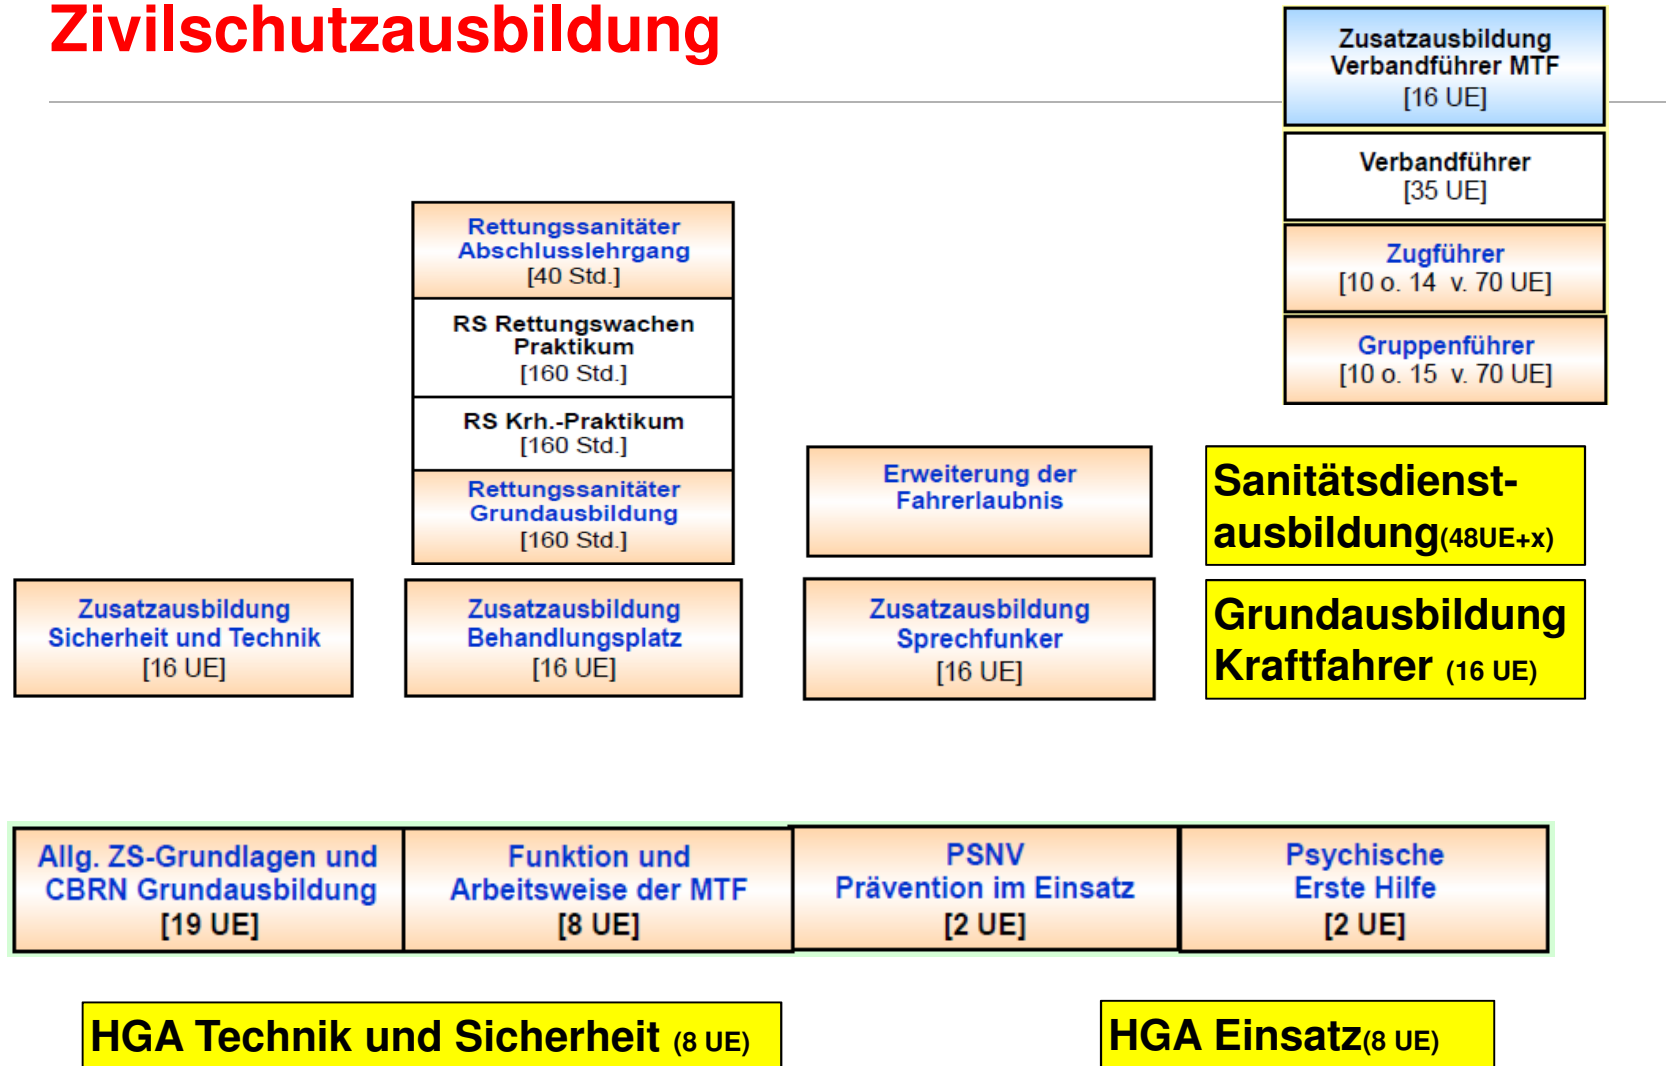 Zivilschutzausbildung
Zusatzausbildung
Verbandführer MTF
[16 UE]
Verbandführer
[35 UE]
Zugführer
[10 o. 14 v. 70 UE]
Gruppenführer
[10 o. 15 v. 70 UE]
Rettungssanitäter
Abschlusslehrgang
[40 Std.]
RS Rettungswachen
Praktikum
[160 Std.]
RS Krh.-Praktikum
[160 Std.]
Rettungssanitäter
Grundausbildung
[160 Std.]
Erweiterung der
Fahrerlaubnis
Sanitätsdienst-
ausbildung(48UE+x)
Zusatzausbildung
Sicherheit und Technik
[16 UE]
Zusatzausbildung
Behandlungsplatz
[16 UE]
Zusatzausbildung
Sprechfunker
[16 UE]
Grundausbildung
Kraftfahrer (16 UE)
Allg. ZS-Grundlagen und
CBRN Grundausbildung
[19 UE]
Funktion und
Arbeitsweise der MTF
[8 UE]
PSNV
Prävention im Einsatz
[2 UE]
Psychische
Erste Hilfe
[2 UE]
HGA Technik und Sicherheit (8 UE)
HGA Einsatz(8 UE)